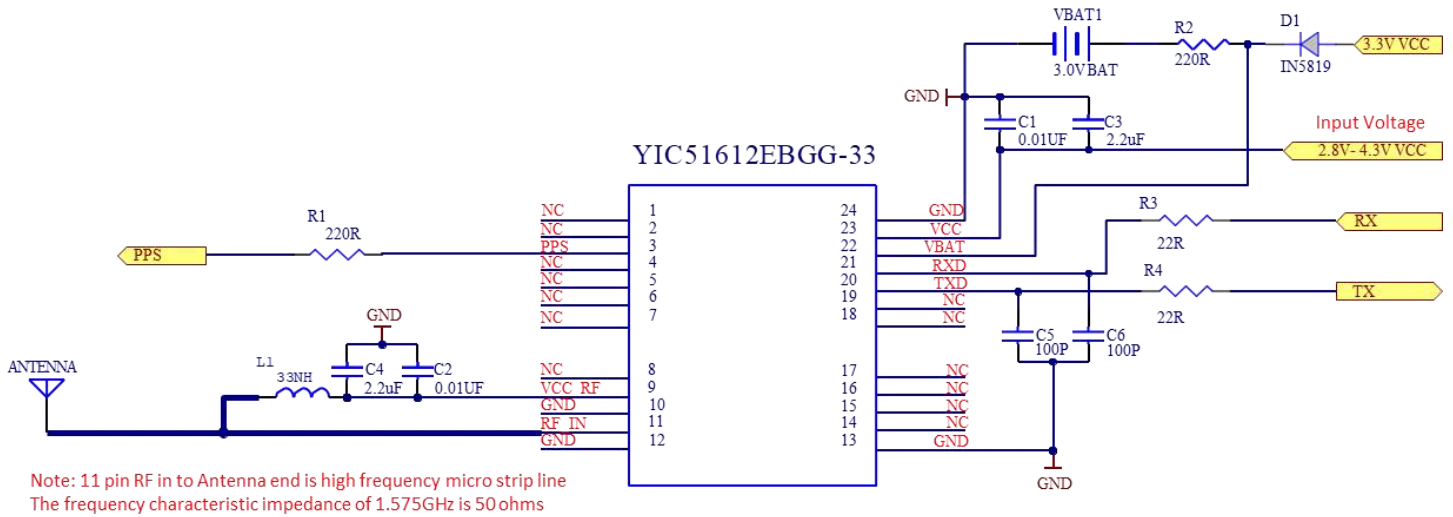 VBAT1
3.0VBAT
R2
220R
D1
IN5819
3.3V VCC
GND
C1
0.01UF
C3
2.2uF
Input Voltage
2.8V- 4.3V VCC
YIC51612EBGG-33
PPS
R1
220R
NC 1
NC 2
PPS 3
NC 4
NC 5
NC 6
NC 7
NC 8
VCC_RF 9
GND 10
RF_IN 11
GND 12
24 GND
23 VCC
22 VBAT
21 RXD
20 TXD
19 NC
18 NC
17 NC
16 NC
15 NC
14 NC
13 GND
R3
22R
RX
R4
22R
TX
C5
100P
C6
100P
GND
GND
ANTENNA
L1
33NH
C4
2.2uF
C2
0.01UF
Note: 11 pin RF in to Antenna end is high frequency micro strip line
The frequency characteristic impedance of 1.575GHz is 50 ohms